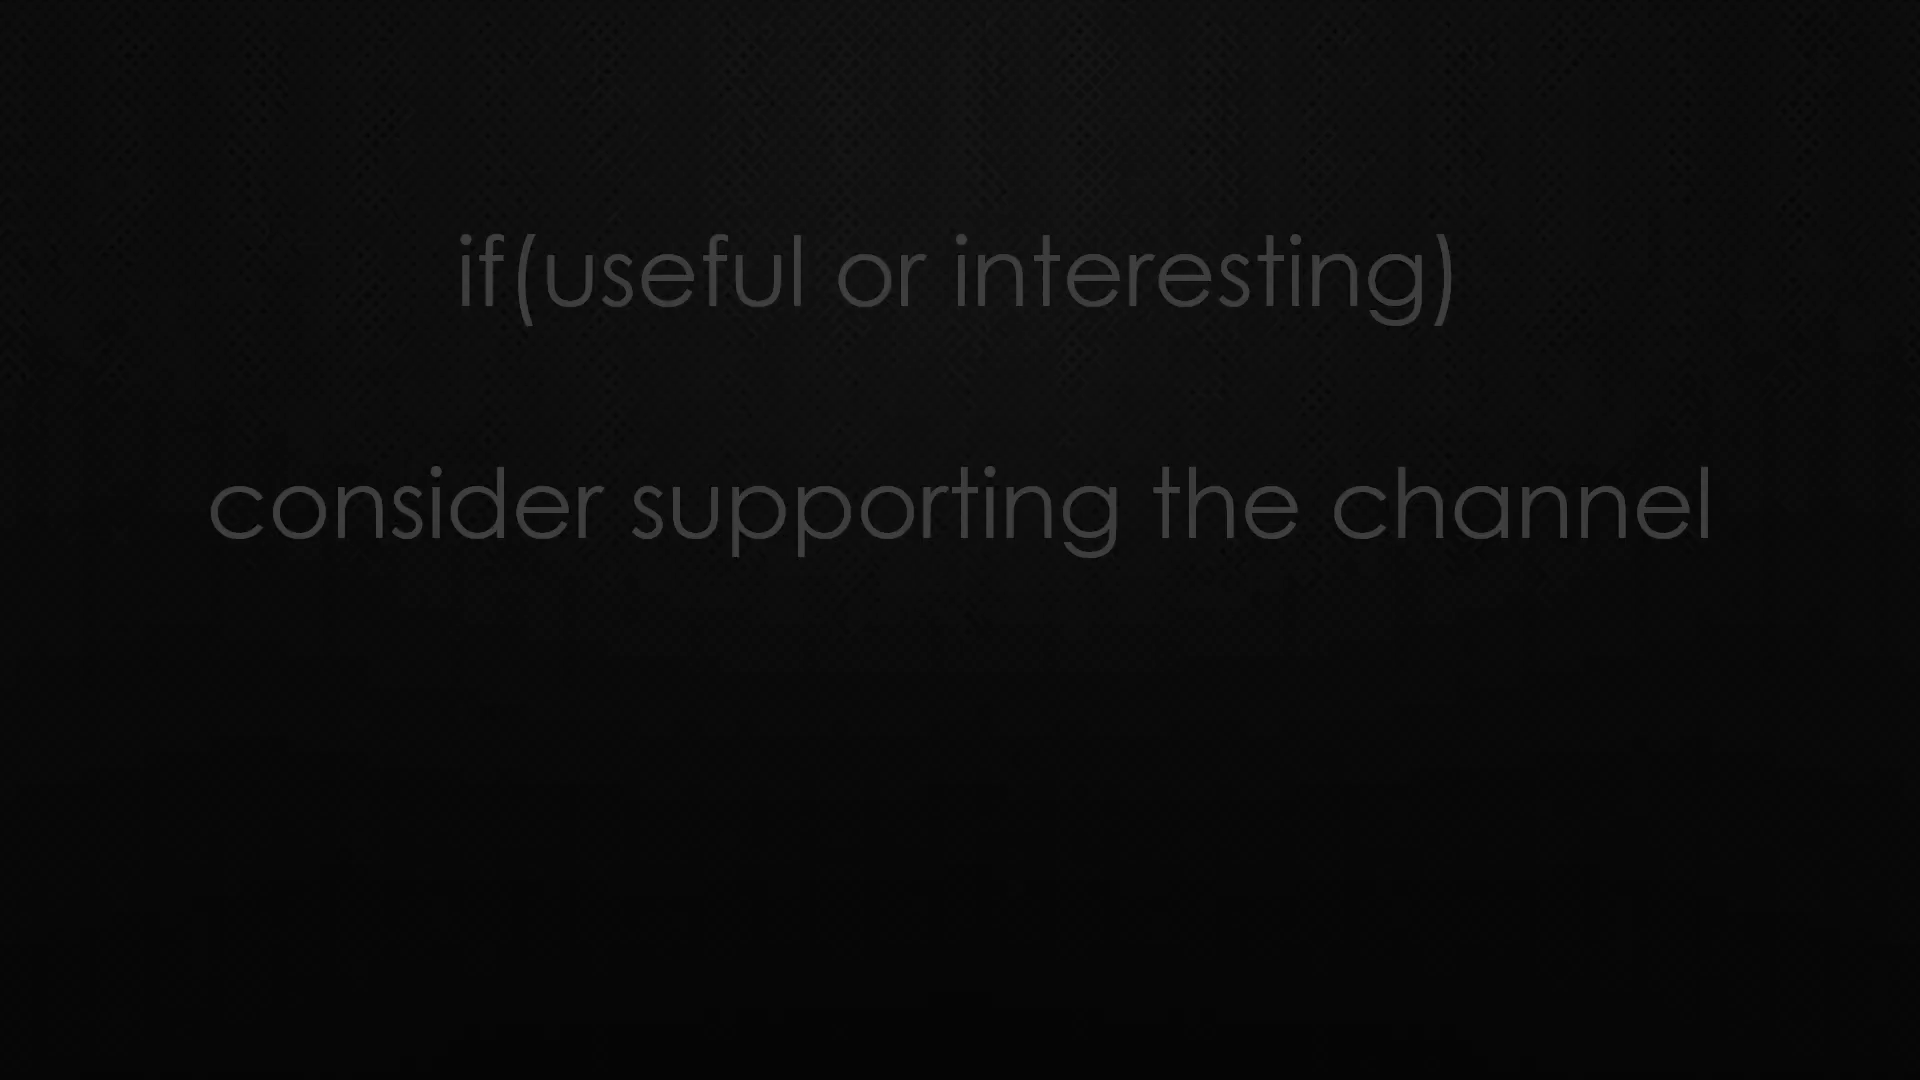 if(useful or interesting)
consider supporting the channel